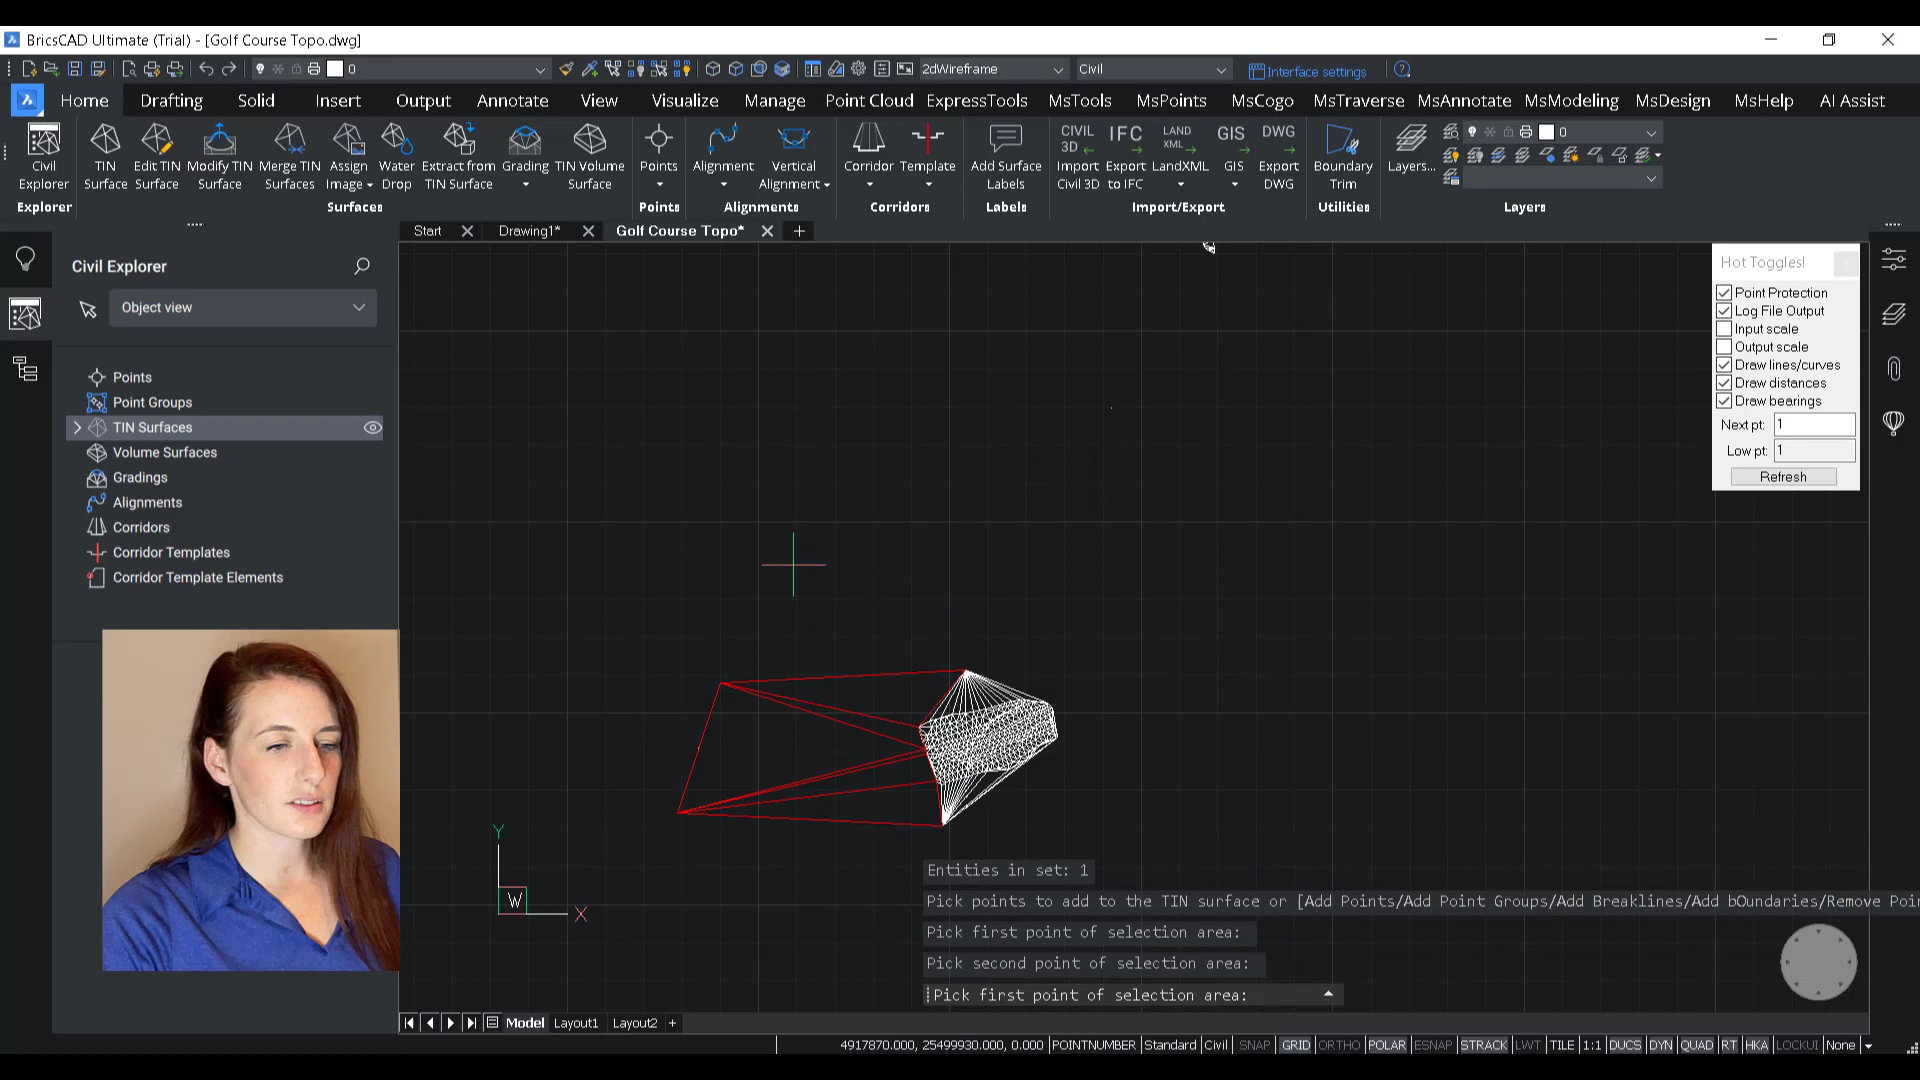 BricsCAD Ultimate (Trial) - [Golf Course Topo.dwg]
0 2dWireframe Civil Interface settings
Home Drafting Solid Insert Output Annotate View Visualize Manage Point Cloud ExpressTools MsTools MsPoints MsCogo MsTraverse MsAnnotate MsModeling MsDesign MsHelp AI Assist
CIVIL 3D IFC LAND XML GIS DWG 0
Civil Explorer TIN Surface Edit TIN Surface Modify TIN Surface Merge TIN Surfaces Assign Image Water Drop Extract from TIN Surface Grading TIN Volume Surface Points Alignment Vertical Alignment Corridor Template Add Surface Labels Import Civil 3D Export to IFC LandXML GIS Export DWG Boundary Trim Layers...
Explorer Surfaces Points Alignments Corridors Labels Import/Export Utilities Layers
Start Drawing1* Golf Course Topo*
Civil Explorer
Object view
Points
Point Groups
TIN Surfaces
Volume Surfaces
Gradings
Alignments
Corridors
Corridor Templates
Corridor Template Elements
Hot Toggles!
Point Protection
Log File Output
Input scale
Output scale
Draw lines/curves
Draw distances
Draw bearings
Next pt: 1
Low pt: 1
Refresh
Y
W
X
Entities in set: 1
Pick points to add to the TIN surface or [Add Points/Add Point Groups/Add Breaklines/Add bOundaries/Remove Poi
Pick first point of selection area:
Pick second point of selection area:
Pick first point of selection area:
Model Layout1 Layout2 +
4917870.000, 25499930.000, 0.000 POINTNUMBER Standard Civil SNAP GRID ORTHO POLAR ESNAP STRACK LWT TILE 1:1 DUCS DYN QUAD RT HKA LOCKUI None